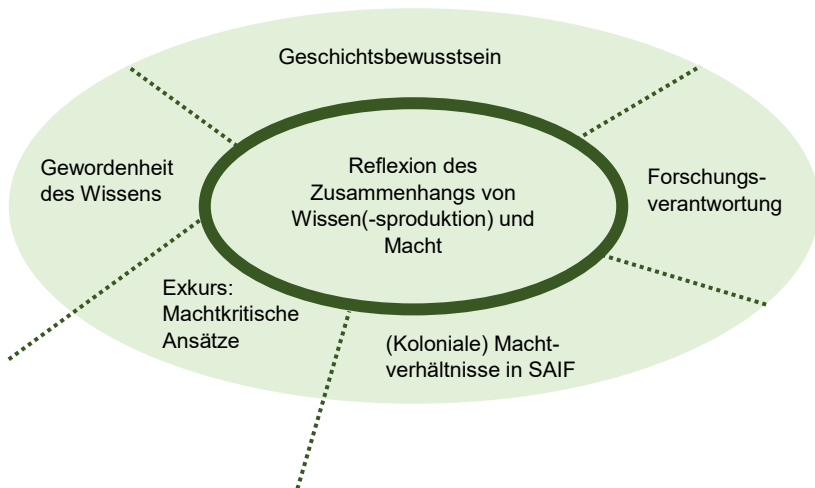 Geschichtsbewusstsein
Gewordenheit
des Wissens
Reflexion des
Zusammenhangs von
Wissen(-sproduktion) und
Macht
Forschungs-
verantwortung
Exkurs:
Machtkritische
Ansätze
(Koloniale) Macht-
verhältnisse in SAIF